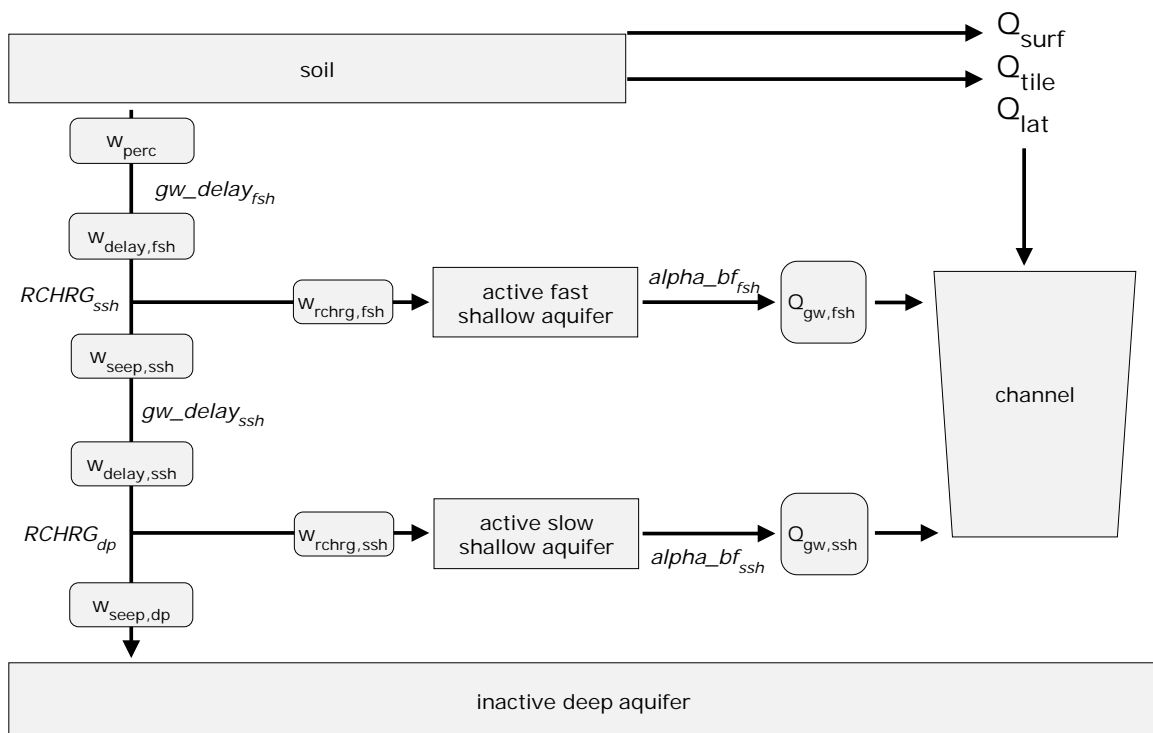 soil
Q_surf
Q_tile
Q_lat
w_perc
gw_delay_fsh
w_delay,fsh
RCHRG_ssh
w_rchrg,fsh
active fast
shallow aquifer
alpha_bf_fsh
Q_gw,fsh
channel
w_seep,ssh
gw_delay_ssh
w_delay,ssh
RCHRG_dp
w_rchrg,ssh
active slow
shallow aquifer
alpha_bf_ssh
Q_gw,ssh
w_seep,dp
inactive deep aquifer